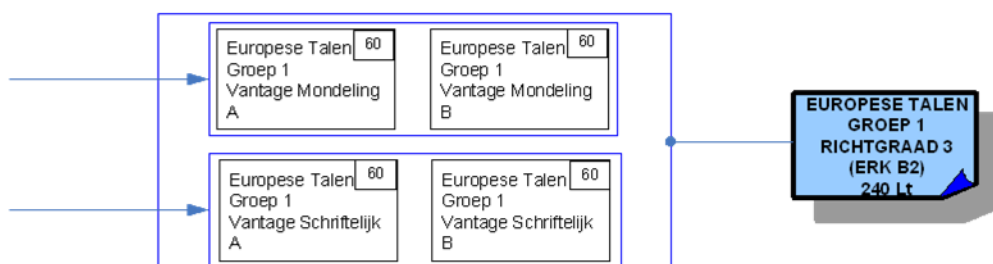 Europese Talen 60
Groep 1
Vantage Mondeling
A
Europese Talen 60
Groep 1
Vantage Mondeling
B
Europese Talen 60
Groep 1
Vantage Schriftelijk
A
Europese Talen 60
Groep 1
Vantage Schriftelijk
B
EUROPESE TALEN
GROEP 1
RICHTGRAAD 3
(ERK B2)
240 Lt